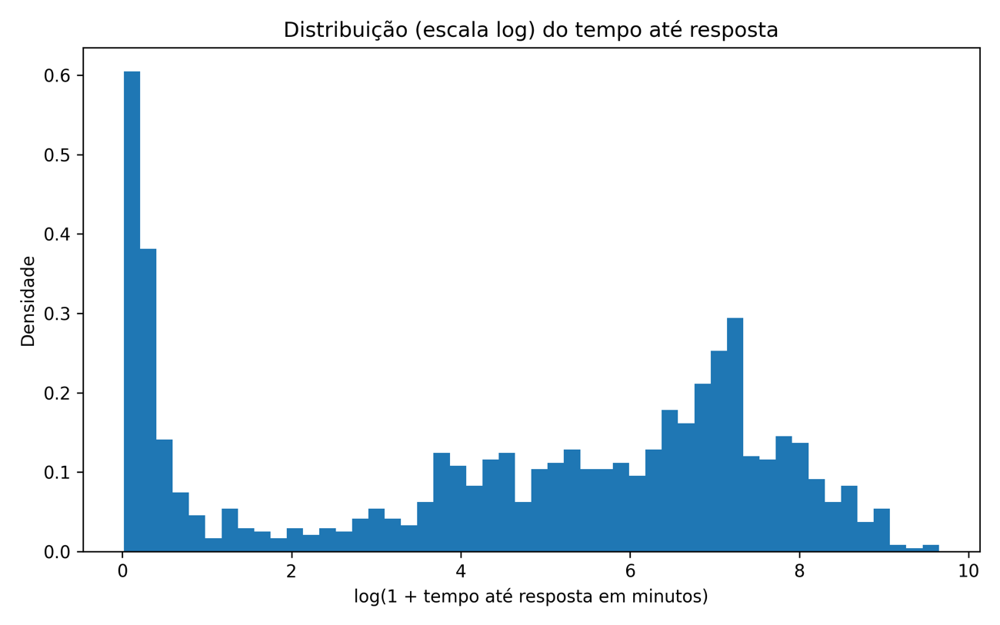 Distribuição (escala log) do tempo até resposta
0.6
0.5
0.4
0.3
0.2
0.1
0.0
Densidade
0 2 4 6 8 10
log(1 + tempo até resposta em minutos)